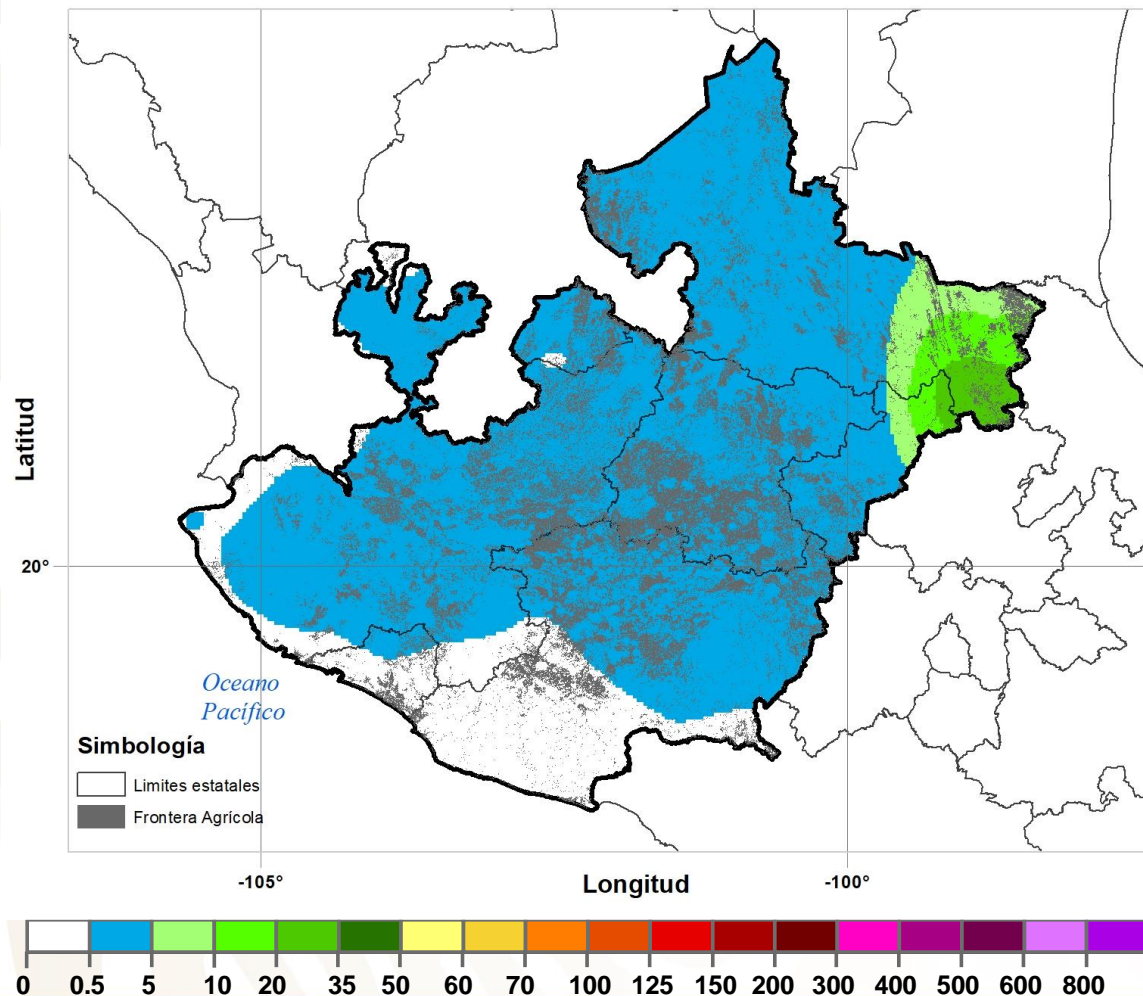 Latitud
20°
Oceano
Pacífico
Simbología
Limites estatales
Frontera Agrícola
-105°
Longitud
-100°
0 0.5 5 10 20 35 50 60 70 100 125 150 200 300 400 500 600 800